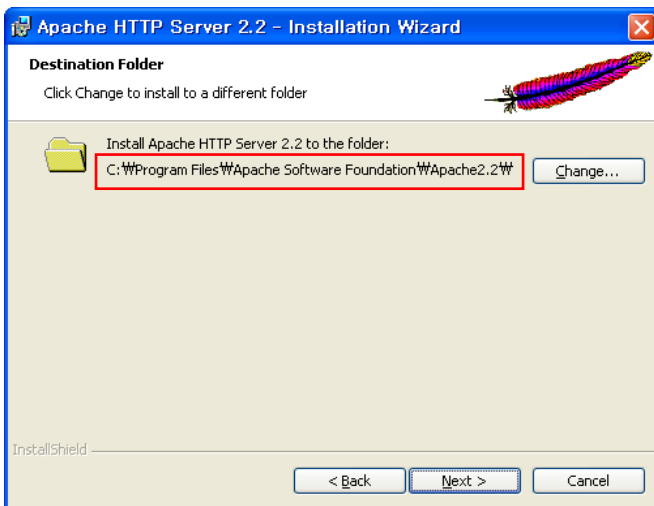 Apache HTTP Server 2.2 - Installation Wizard
Destination Folder
Click Change to install to a different folder
Install Apache HTTP Server 2.2 to the folder:
C:₩Program Files₩Apache Software Foundation₩Apache2.2₩
Change...
InstallShield
< Back
Next >
Cancel